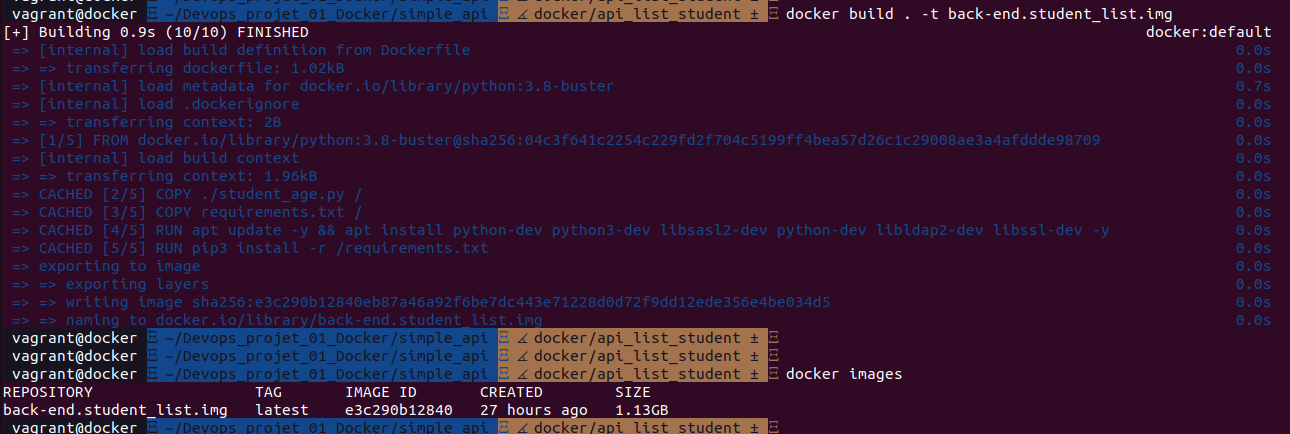 vagrant@docker ~/Devops_projet_01_Docker/simple_api ∡ docker/api_list_student ± docker build . -t back-end.student_list.img
[+] Building 0.9s (10/10) FINISHED docker:default
=> [internal] load build definition from Dockerfile 0.0s
=> => transferring dockerfile: 1.02kB 0.0s
=> [internal] load metadata for docker.io/library/python:3.8-buster 0.7s
=> [internal] load .dockerignore 0.0s
=> => transferring context: 2B 0.0s
=> [1/5] FROM docker.io/library/python:3.8-buster@sha256:04c3f641c2254c229fd2f704c5199ff4bea57d26c1c29008ae3a4afddde98709 0.0s
=> [internal] load build context 0.0s
=> => transferring context: 1.96kB 0.0s
=> CACHED [2/5] COPY ./student_age.py / 0.0s
=> CACHED [3/5] COPY requirements.txt / 0.0s
=> CACHED [4/5] RUN apt update -y && apt install python-dev python3-dev libsasl2-dev python-dev libldap2-dev libssl-dev -y 0.0s
=> CACHED [5/5] RUN pip3 install -r /requirements.txt 0.0s
=> exporting to image 0.0s
=> => exporting layers 0.0s
=> => writing image sha256:e3c290b12840eb87a46a92f6be7dc443e71228d0d72f9dd12ede356e4be034d5 0.0s
=> => naming to docker.io/library/back-end.student_list.img 0.0s
vagrant@docker ~/Devops_projet_01_Docker/simple_api ∡ docker/api_list_student ±
vagrant@docker ~/Devops_projet_01_Docker/simple_api ∡ docker/api_list_student ±
vagrant@docker ~/Devops_projet_01_Docker/simple_api ∡ docker/api_list_student ± docker images
REPOSITORY TAG IMAGE ID CREATED SIZE
back-end.student_list.img latest e3c290b12840 27 hours ago 1.13GB
vagrant@docker ~/Devops_projet_01_Docker/simple_api ∡ docker/api_list_student ±